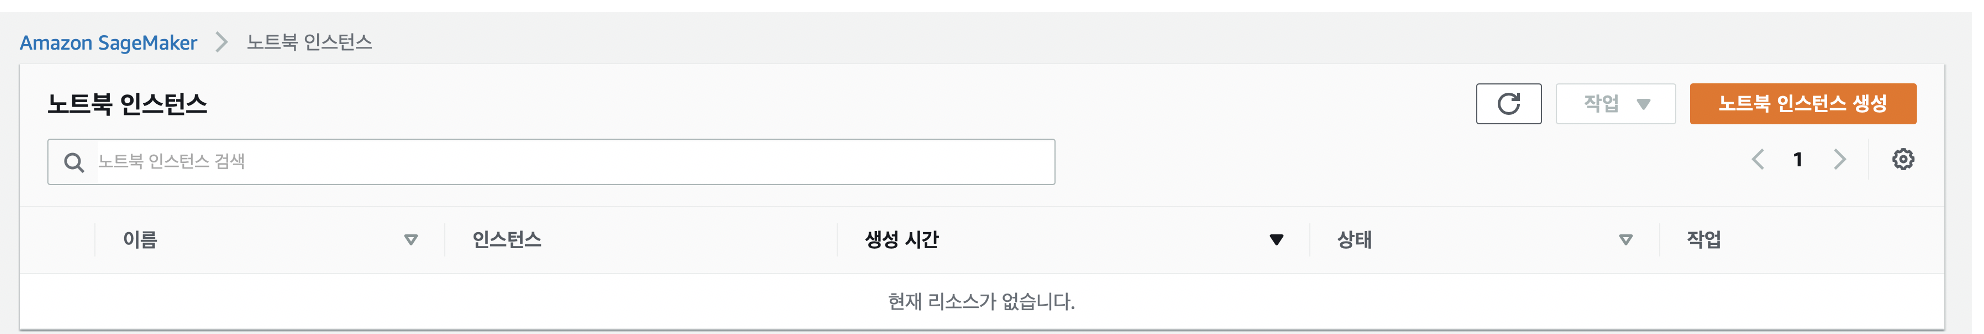 Amazon SageMaker > 노트북 인스턴스
노트북 인스턴스
작업
노트북 인스턴스 생성
노트북 인스턴스 검색
1
이름 인스턴스 생성 시간 상태 작업
현재 리소스가 없습니다.